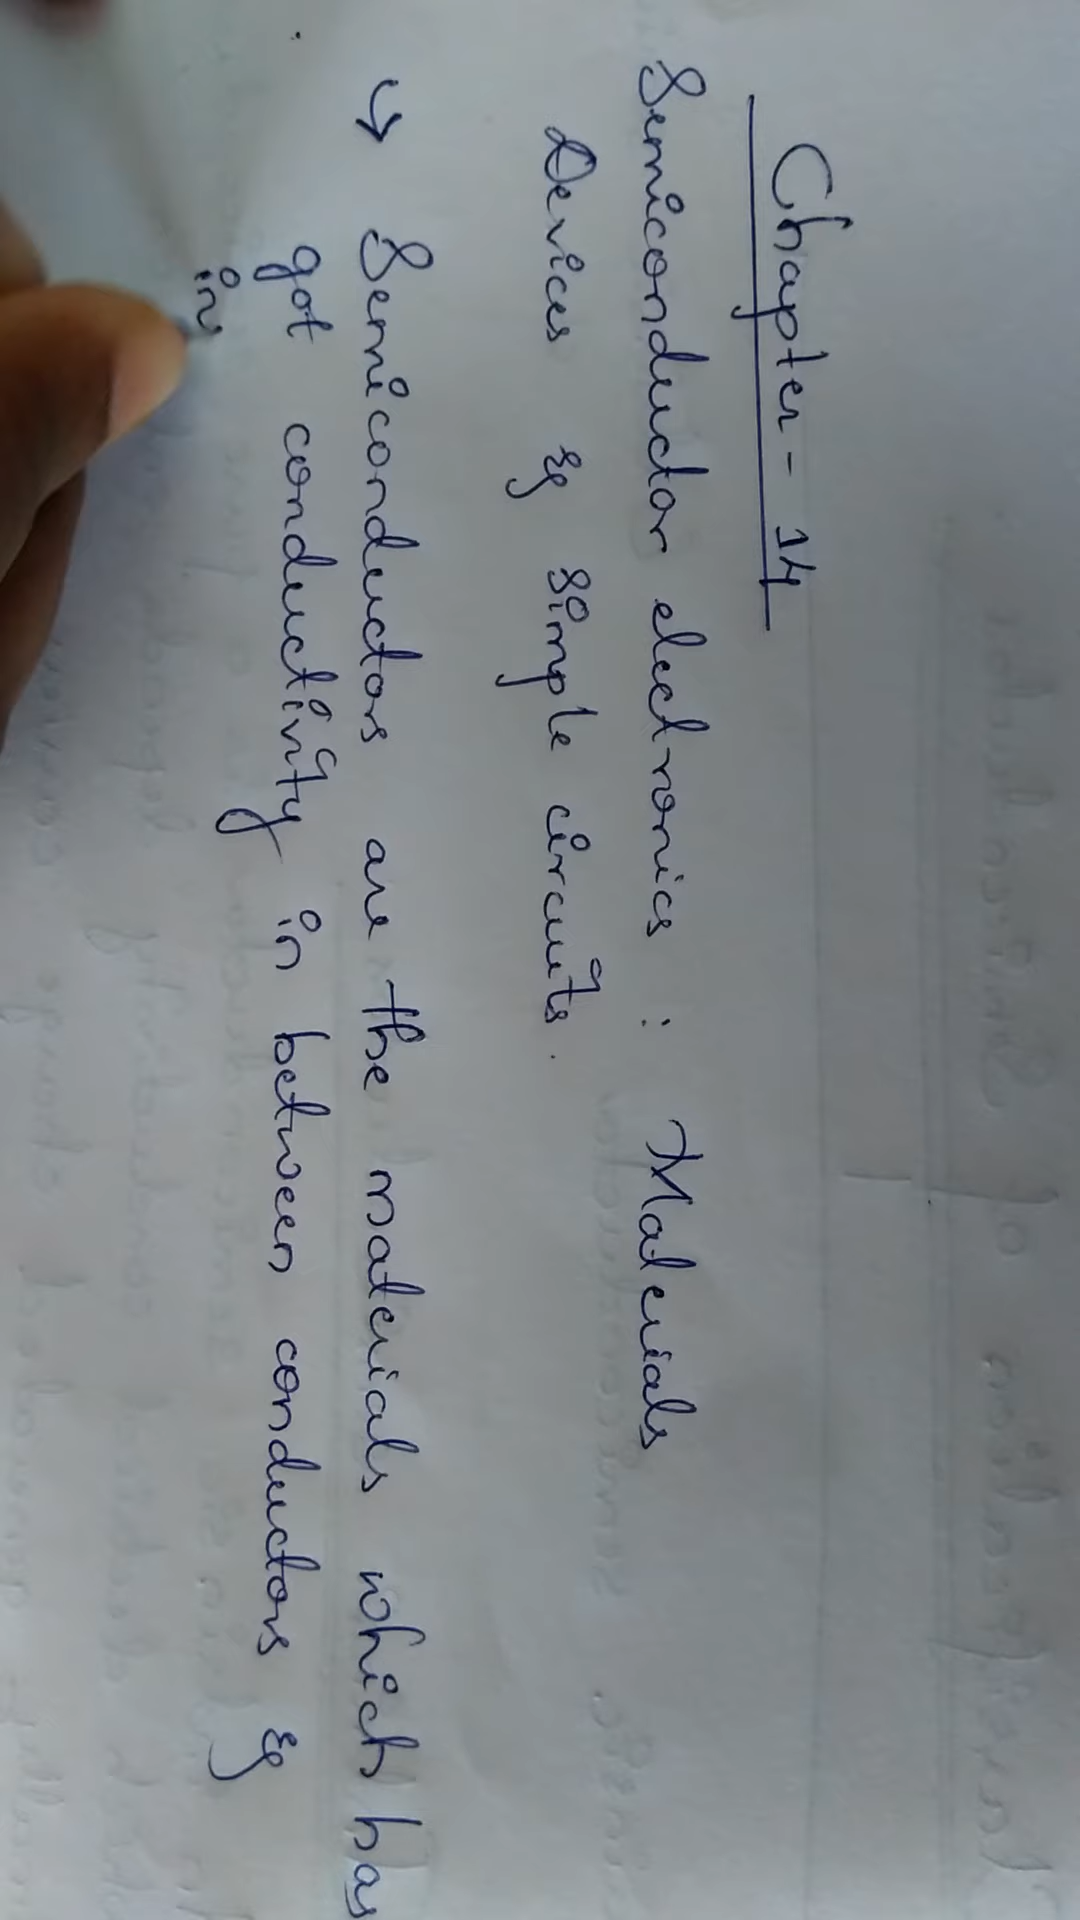 Chapter - 14
Semiconductor electronics : Materials
Devices & simple circuits.
→ Semiconductors are the materials which has
got conductivity in between conductors &
in